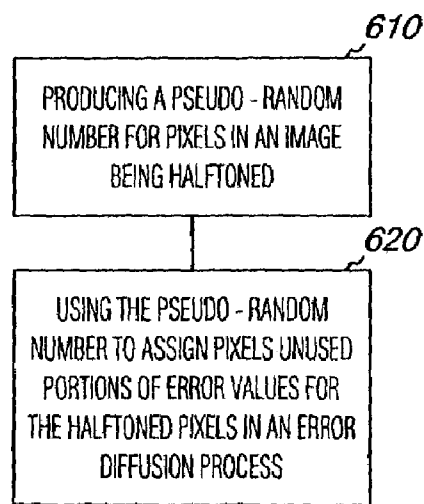 610
PRODUCING A PSEUDO - RANDOM
NUMBER FOR PIXELS IN AN IMAGE
BEING HALFTONED
620
USING THE PSEUDO - RANDOM
NUMBER TO ASSIGN PIXELS UNUSED
PORTIONS OF ERROR VALUES FOR
THE HALFTONED PIXELS IN AN ERROR
DIFFUSION PROCESS